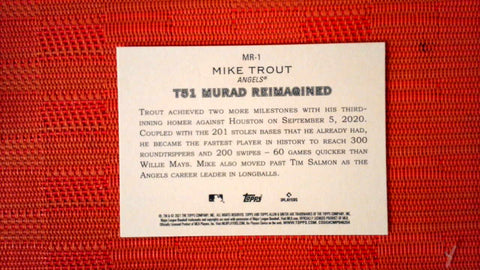 MR-1
MIKE TROUT
ANGELS®
T51 MURAD REIMAGINED
TROUT ACHIEVED TWO MORE MILESTONES WITH HIS THIRD-
INNING HOMER AGAINST HOUSTON ON SEPTEMBER 5, 2020.
COUPLED WITH THE 201 STOLEN BASES THAT HE ALREADY HAD,
HE BECAME THE FASTEST PLAYER IN HISTORY TO REACH 300
ROUNDTRIPPERS AND 200 SWIPES – 60 GAMES QUICKER THAN
WILLIE MAYS. MIKE ALSO MOVED PAST TIM SALMON AS THE
ANGELS CAREER LEADER IN LONGBALLS.
TOPPS PLAYERS